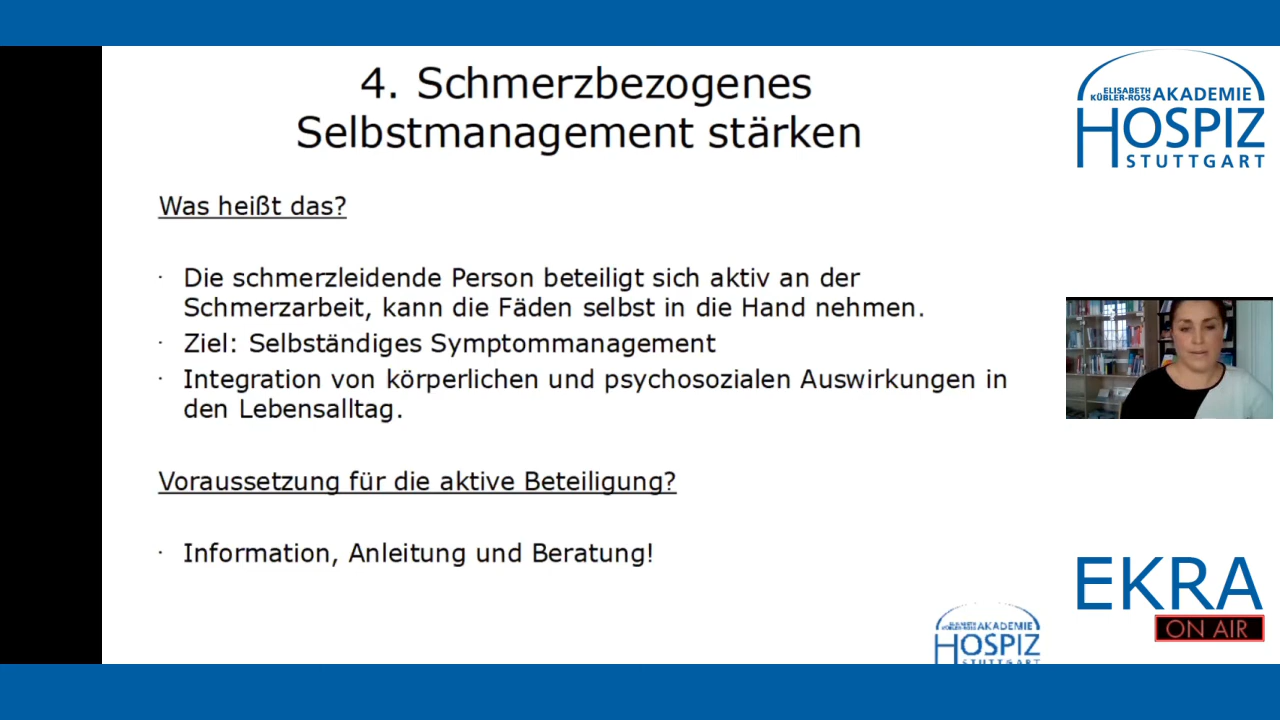 4. Schmerzbezogenes
Selbstmanagement stärken
Was heißt das?
· Die schmerzleidende Person beteiligt sich aktiv an der
Schmerzarbeit, kann die Fäden selbst in die Hand nehmen.
· Ziel: Selbständiges Symptommanagement
· Integration von körperlichen und psychosozialen Auswirkungen in
den Lebensalltag.
Voraussetzung für die aktive Beteiligung?
· Information, Anleitung und Beratung!
ELISABETH
KÜBLER-ROSS AKADEMIE
HOSPIZ
STUTTGART
EKRA
ON AIR
ELISABETH
KÜBLER-ROSS AKADEMIE
HOSPIZ
STUTTGART